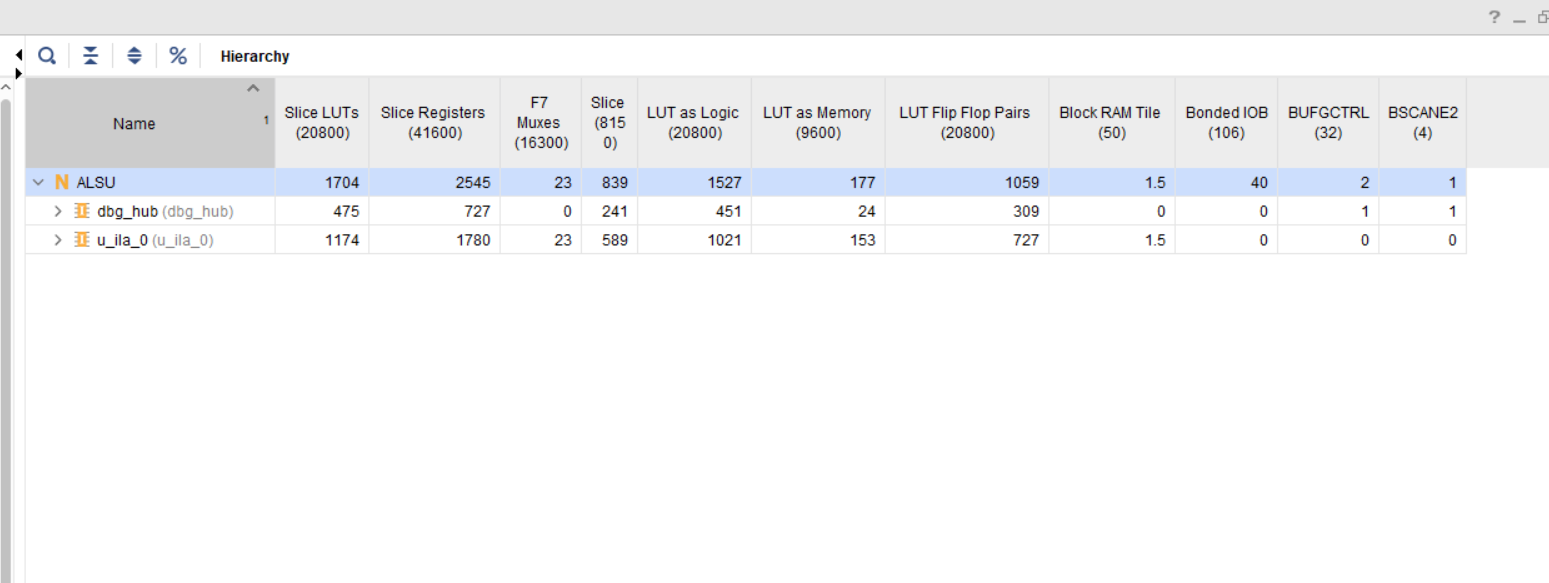 ?
Hierarchy
Name 1 Slice LUTs (20800) Slice Registers (41600) F7 Muxes (16300) Slice (8150) LUT as Logic (20800) LUT as Memory (9600) LUT Flip Flop Pairs (20800) Block RAM Tile (50) Bonded IOB (106) BUFGCTRL (32) BSCANE2 (4)
N ALSU 1704 2545 23 839 1527 177 1059 1.5 40 2 1
dbg_hub (dbg_hub) 475 727 0 241 451 24 309 0 0 1 1
u_ila_0 (u_ila_0) 1174 1780 23 589 1021 153 727 1.5 0 0 0